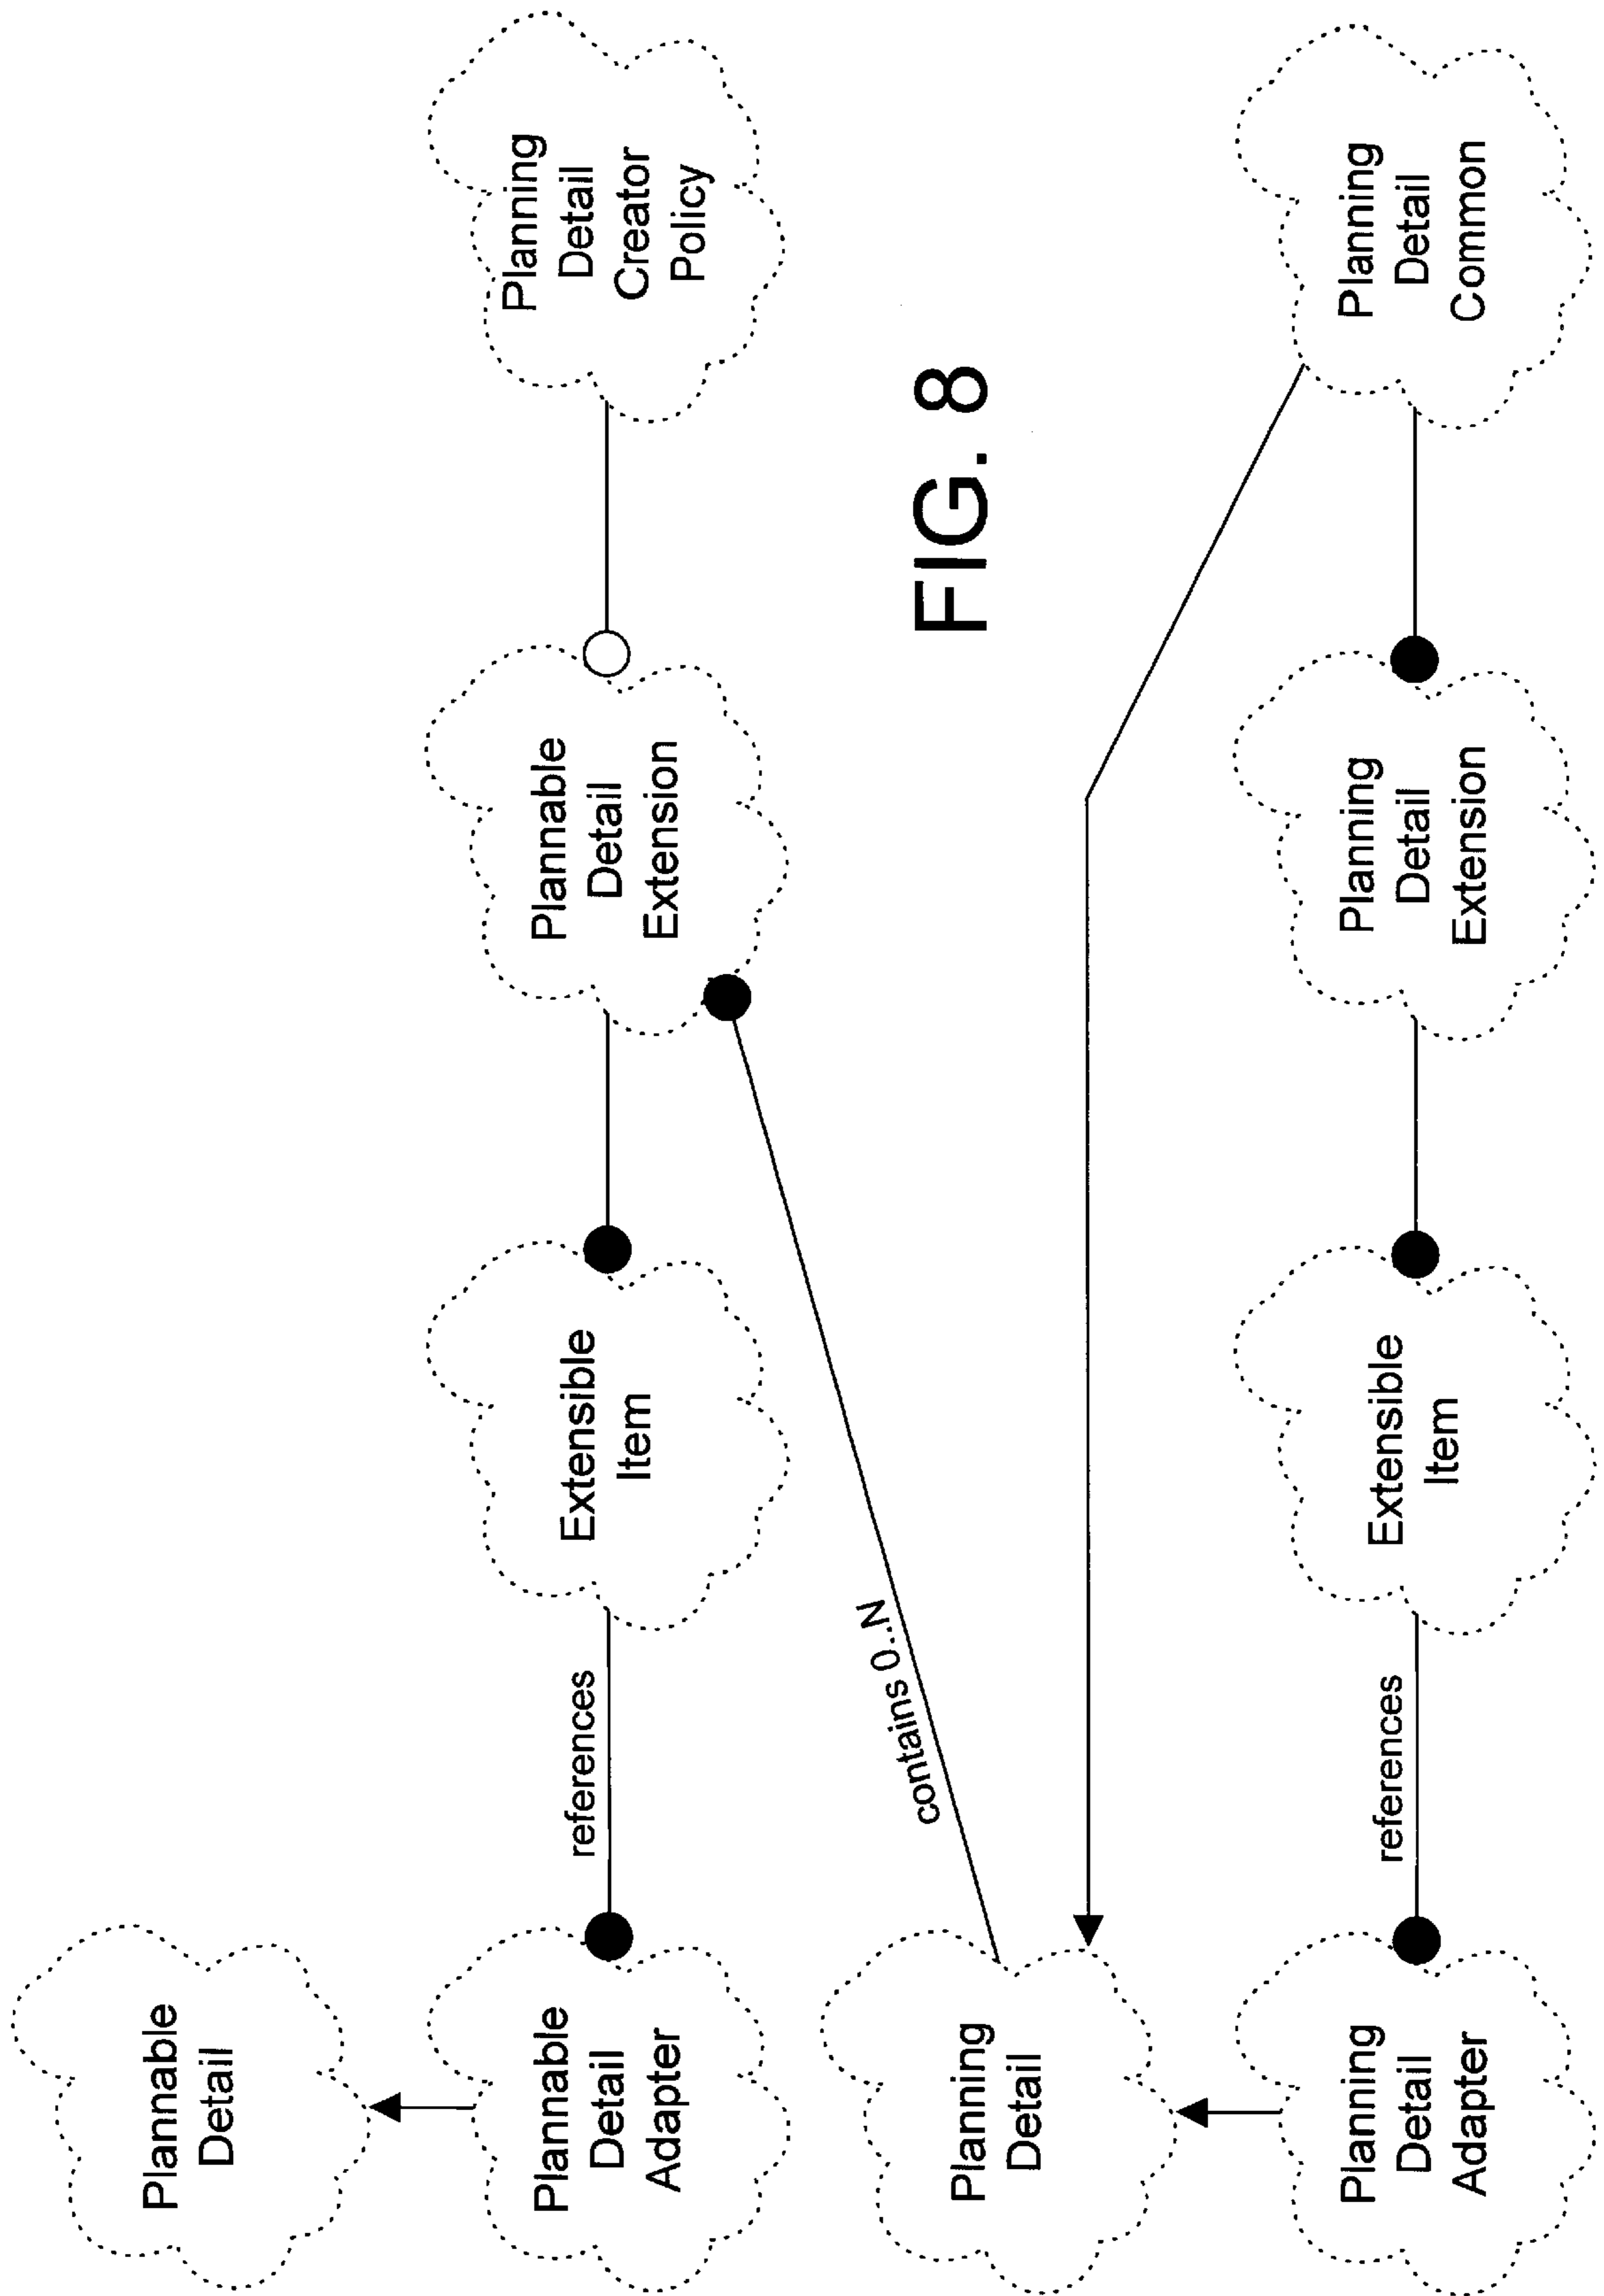 Plannable
Detail
Plannable
Detail
Adapter
references
Extensible
Item
Plannable
Detail
Extension
Planning
Detail
Creator
Policy
contains 0..N
FIG. 8
Planning
Detail
Planning
Detail
Adapter
references
Extensible
Item
Planning
Detail
Extension
Planning
Detail
Common